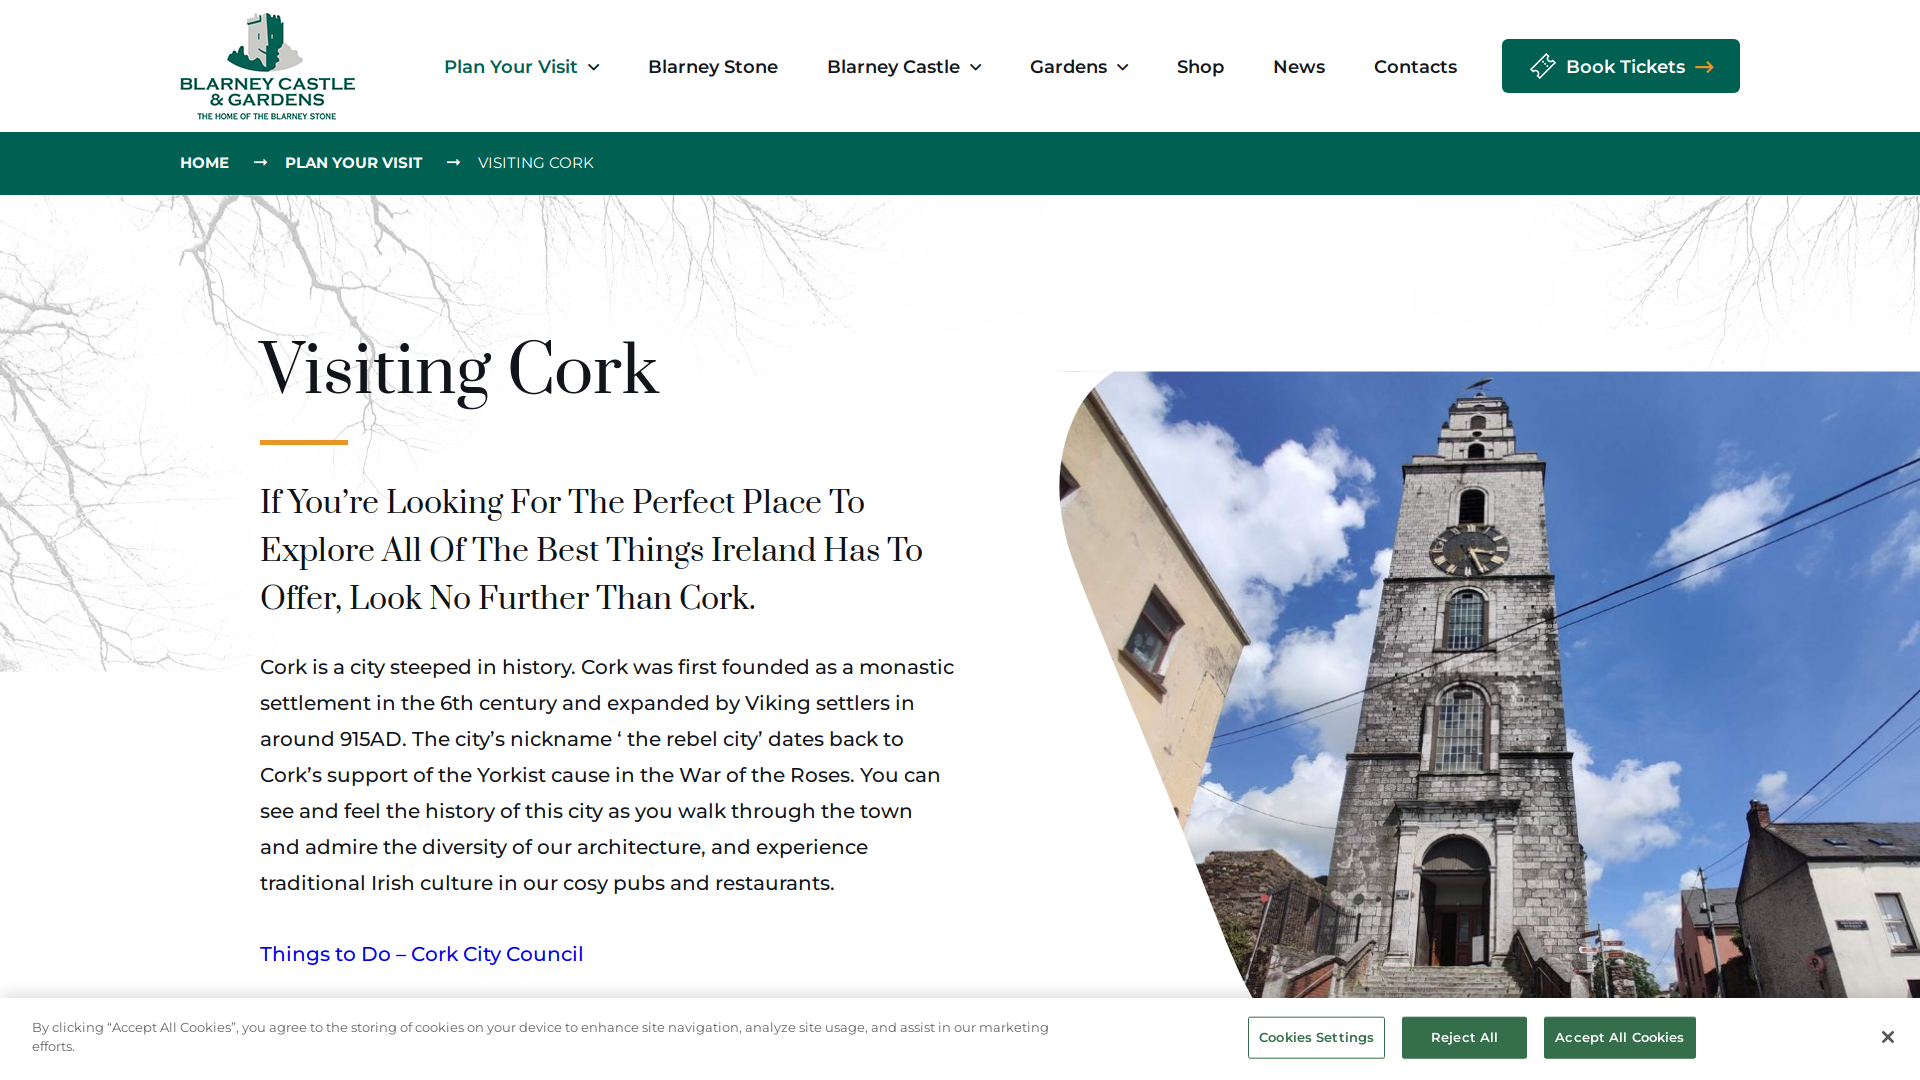 BLARNEY CASTLE
& GARDENS
THE HOME OF THE BLARNEY STONE
Plan Your Visit
Blarney Stone
Blarney Castle
Gardens
Shop
News
Contacts
Book Tickets
HOME → PLAN YOUR VISIT → VISITING CORK
Visiting Cork
If You’re Looking For The Perfect Place To
Explore All Of The Best Things Ireland Has To
Offer, Look No Further Than Cork.
Cork is a city steeped in history. Cork was first founded as a monastic
settlement in the 6th century and expanded by Viking settlers in
around 915AD. The city’s nickname ‘ the rebel city’ dates back to
Cork’s support of the Yorkist cause in the War of the Roses. You can
see and feel the history of this city as you walk through the town
and admire the diversity of our architecture, and experience
traditional Irish culture in our cosy pubs and restaurants.
Things to Do – Cork City Council
By clicking “Accept All Cookies”, you agree to the storing of cookies on your device to enhance site navigation, analyze site usage, and assist in our marketing
efforts.
Cookies Settings
Reject All
Accept All Cookies